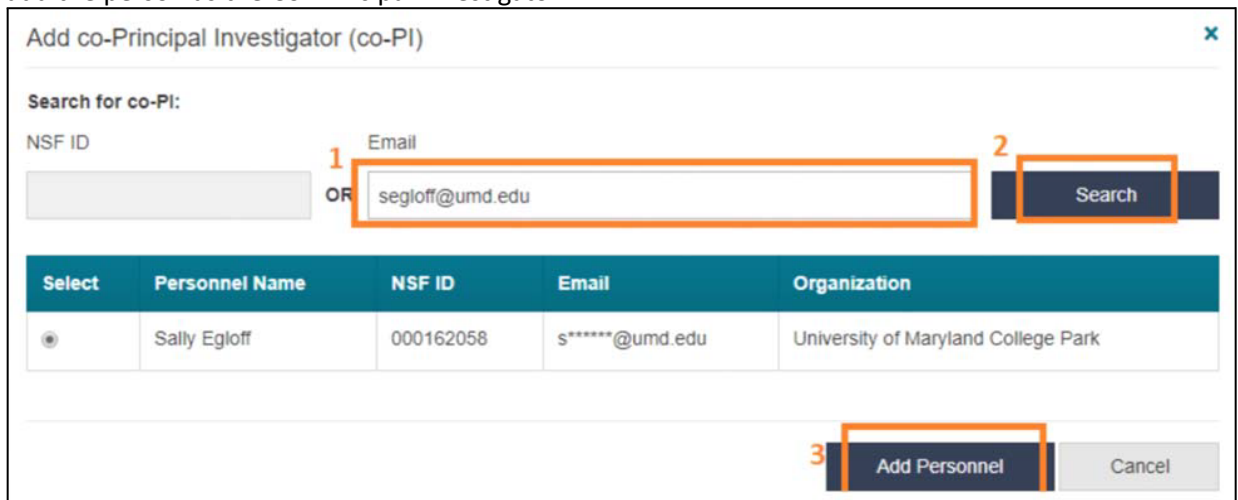 Add co-Principal Investigator (co-PI) ×
Search for co-PI:
NSF ID Email
1 2
OR segloff@umd.edu Search
Select Personnel Name NSF ID Email Organization
Sally Egloff 000162058 s******@umd.edu University of Maryland College Park
3 Add Personnel Cancel